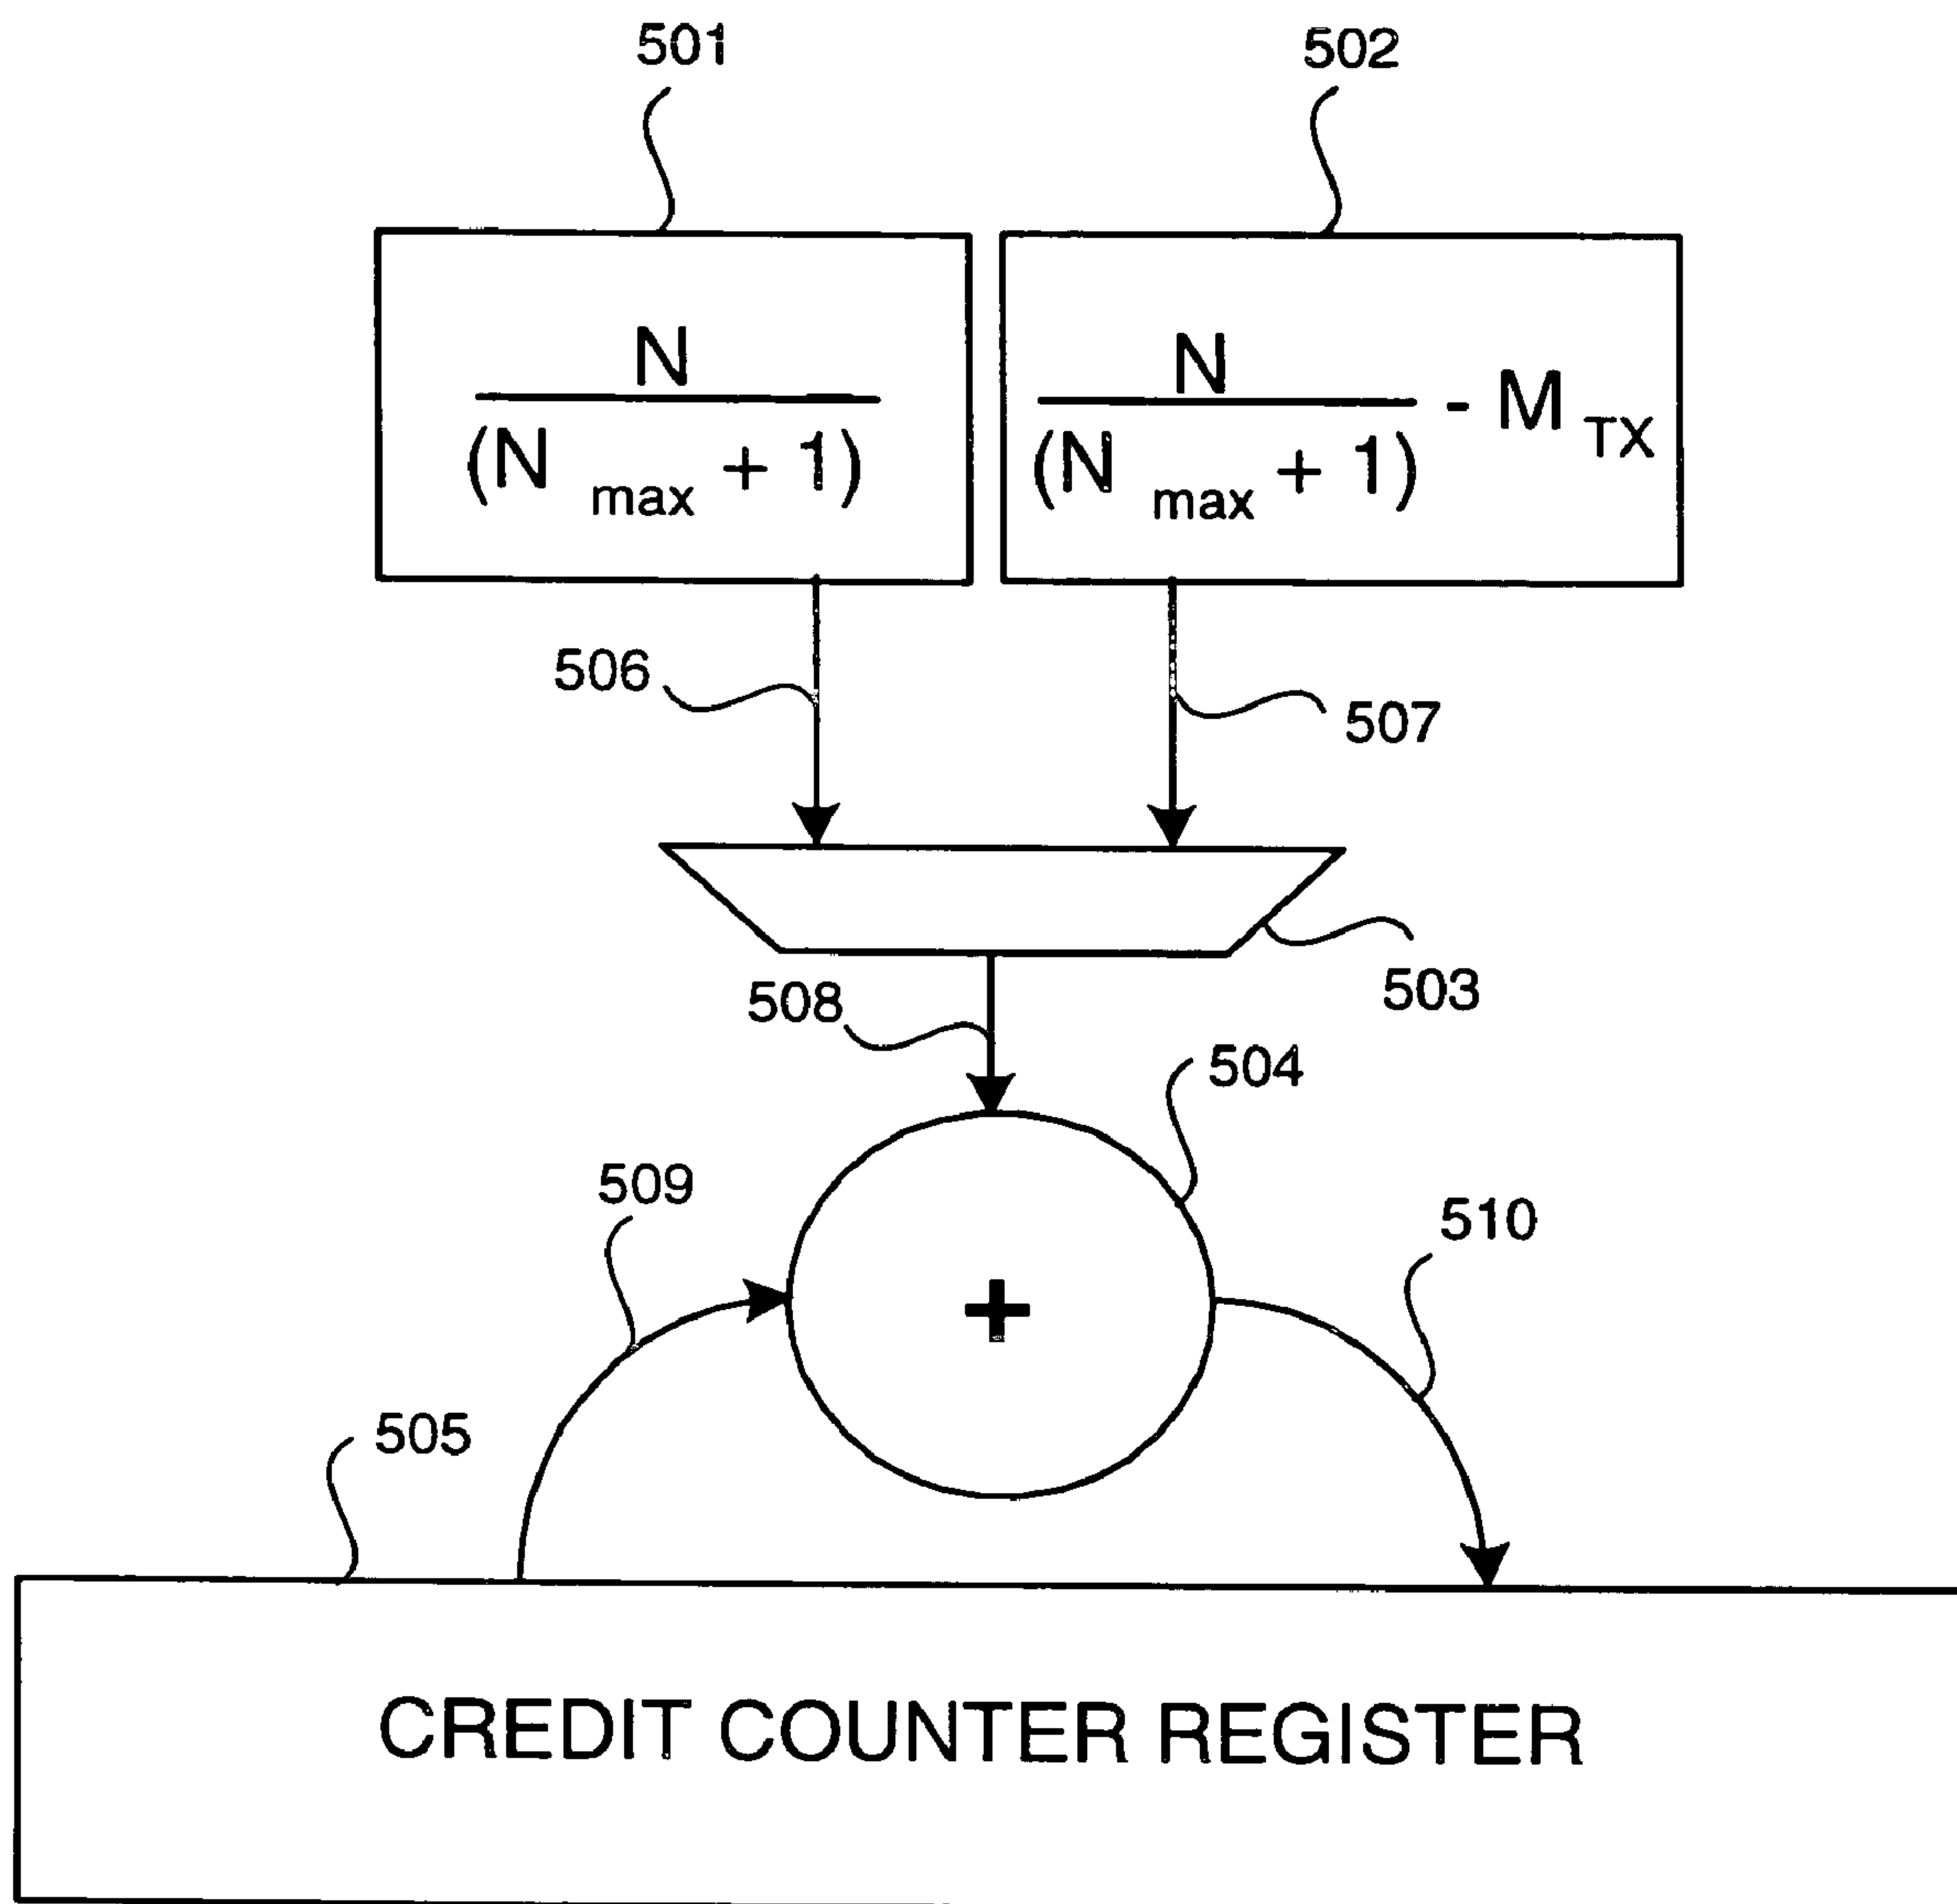 501
502
N
(N max + 1)
N
(N max + 1)
- M TX
506
507
503
508
504
509
510
+
505
CREDIT COUNTER REGISTER